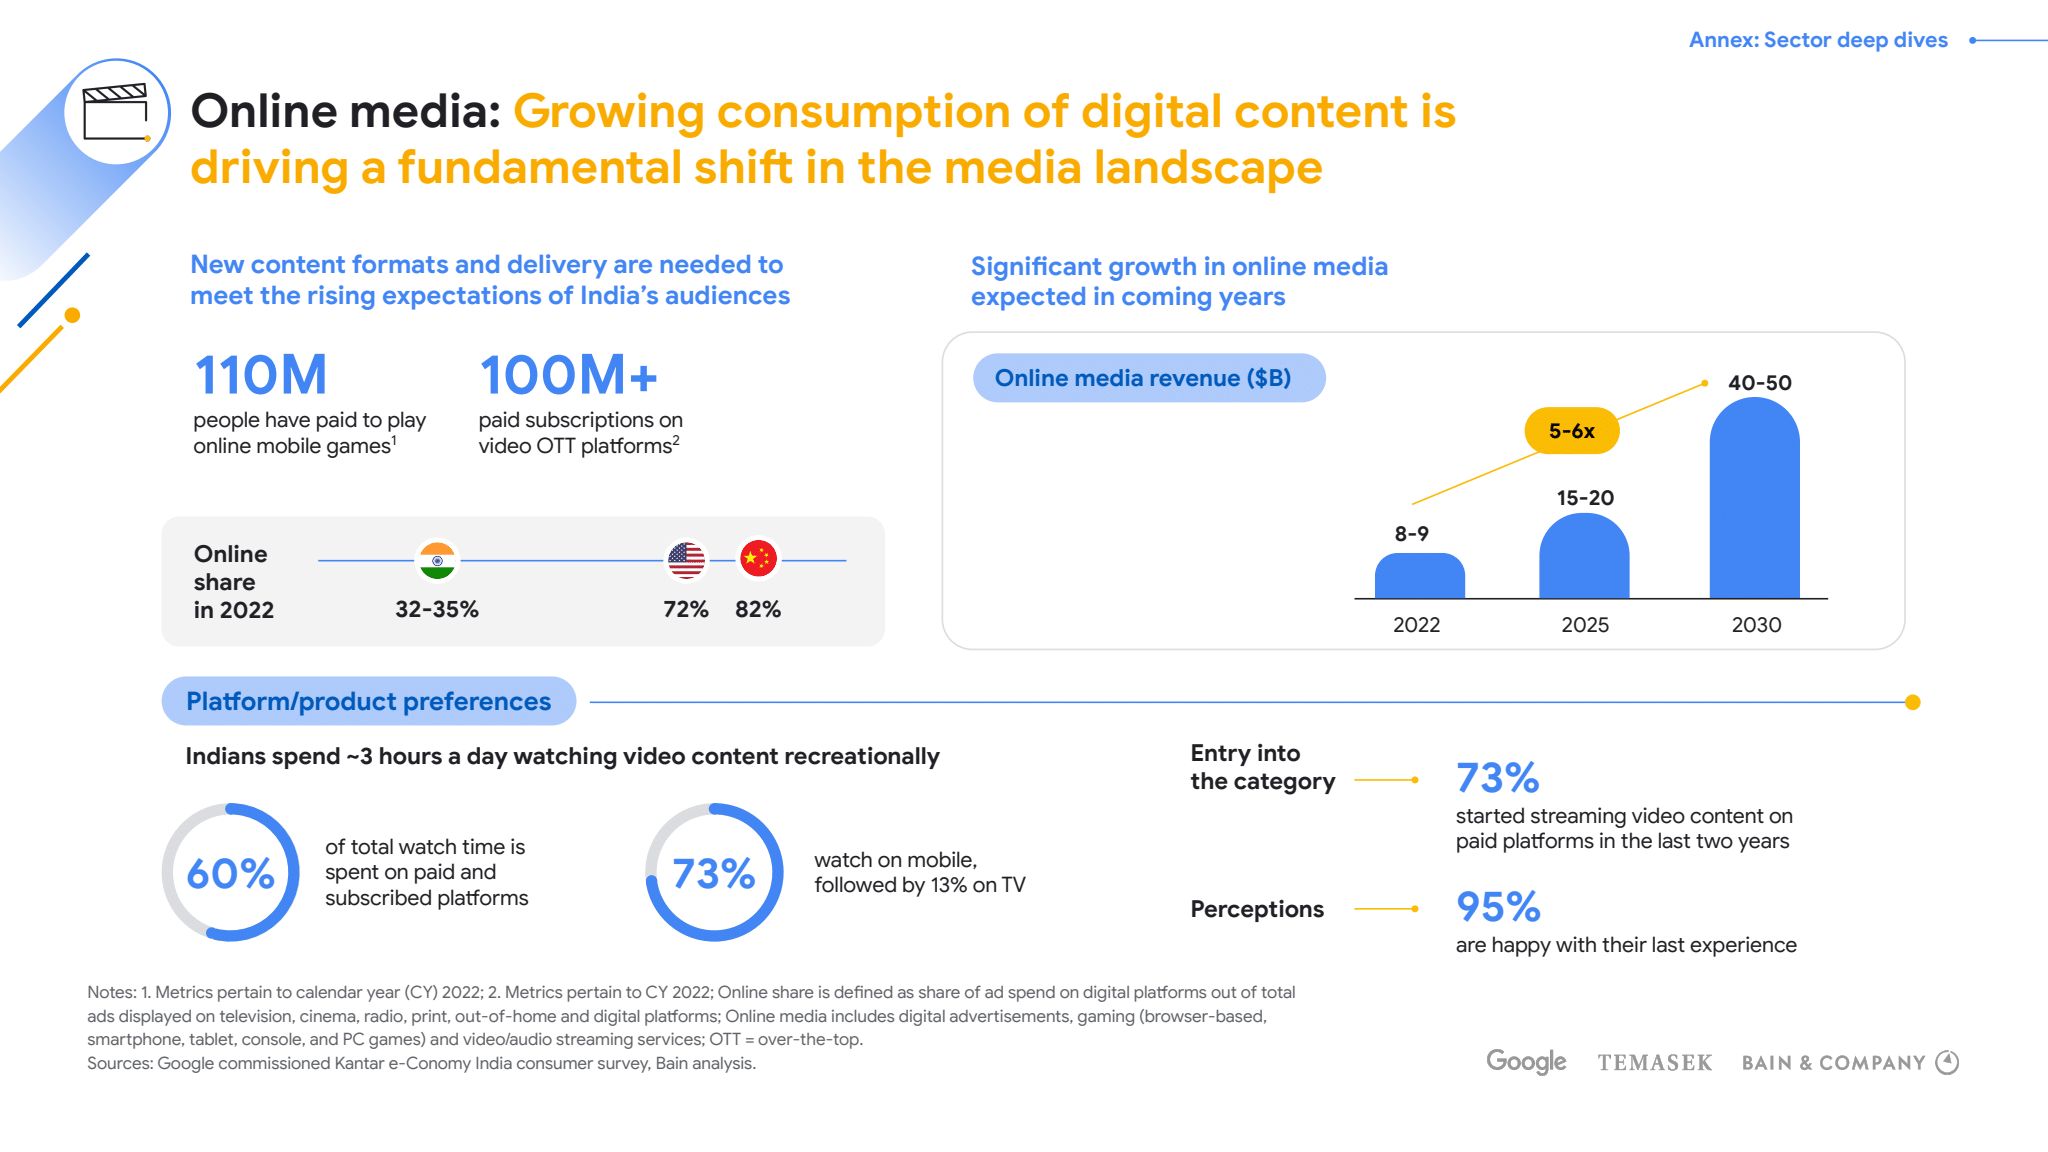 Annex: Sector deep dives
Online media: Growing consumption of digital content is
driving a fundamental shift in the media landscape
New content formats and delivery are needed to
meet the rising expectations of India’s audiences
110M
people have paid to play
online mobile games¹
100M+
paid subscriptions on
video OTT platforms²
Online
share
in 2022
32-35%
72%
82%
Significant growth in online media
expected in coming years
Online media revenue ($B)
5-6x
8-9
15-20
40-50
2022
2025
2030
Platform/product preferences
Indians spend ~3 hours a day watching video content recreationally
60%
of total watch time is
spent on paid and
subscribed platforms
73%
watch on mobile,
followed by 13% on TV
Entry into
the category
73%
started streaming video content on
paid platforms in the last two years
Perceptions
95%
are happy with their last experience
Notes: 1. Metrics pertain to calendar year (CY) 2022; 2. Metrics pertain to CY 2022; Online share is defined as share of ad spend on digital platforms out of total
ads displayed on television, cinema, radio, print, out-of-home and digital platforms; Online media includes digital advertisements, gaming (browser-based,
smartphone, tablet, console, and PC games) and video/audio streaming services; OTT = over-the-top.
Sources: Google commissioned Kantar e-Conomy India consumer survey, Bain analysis.
Google TEMASEK BAIN & COMPANY